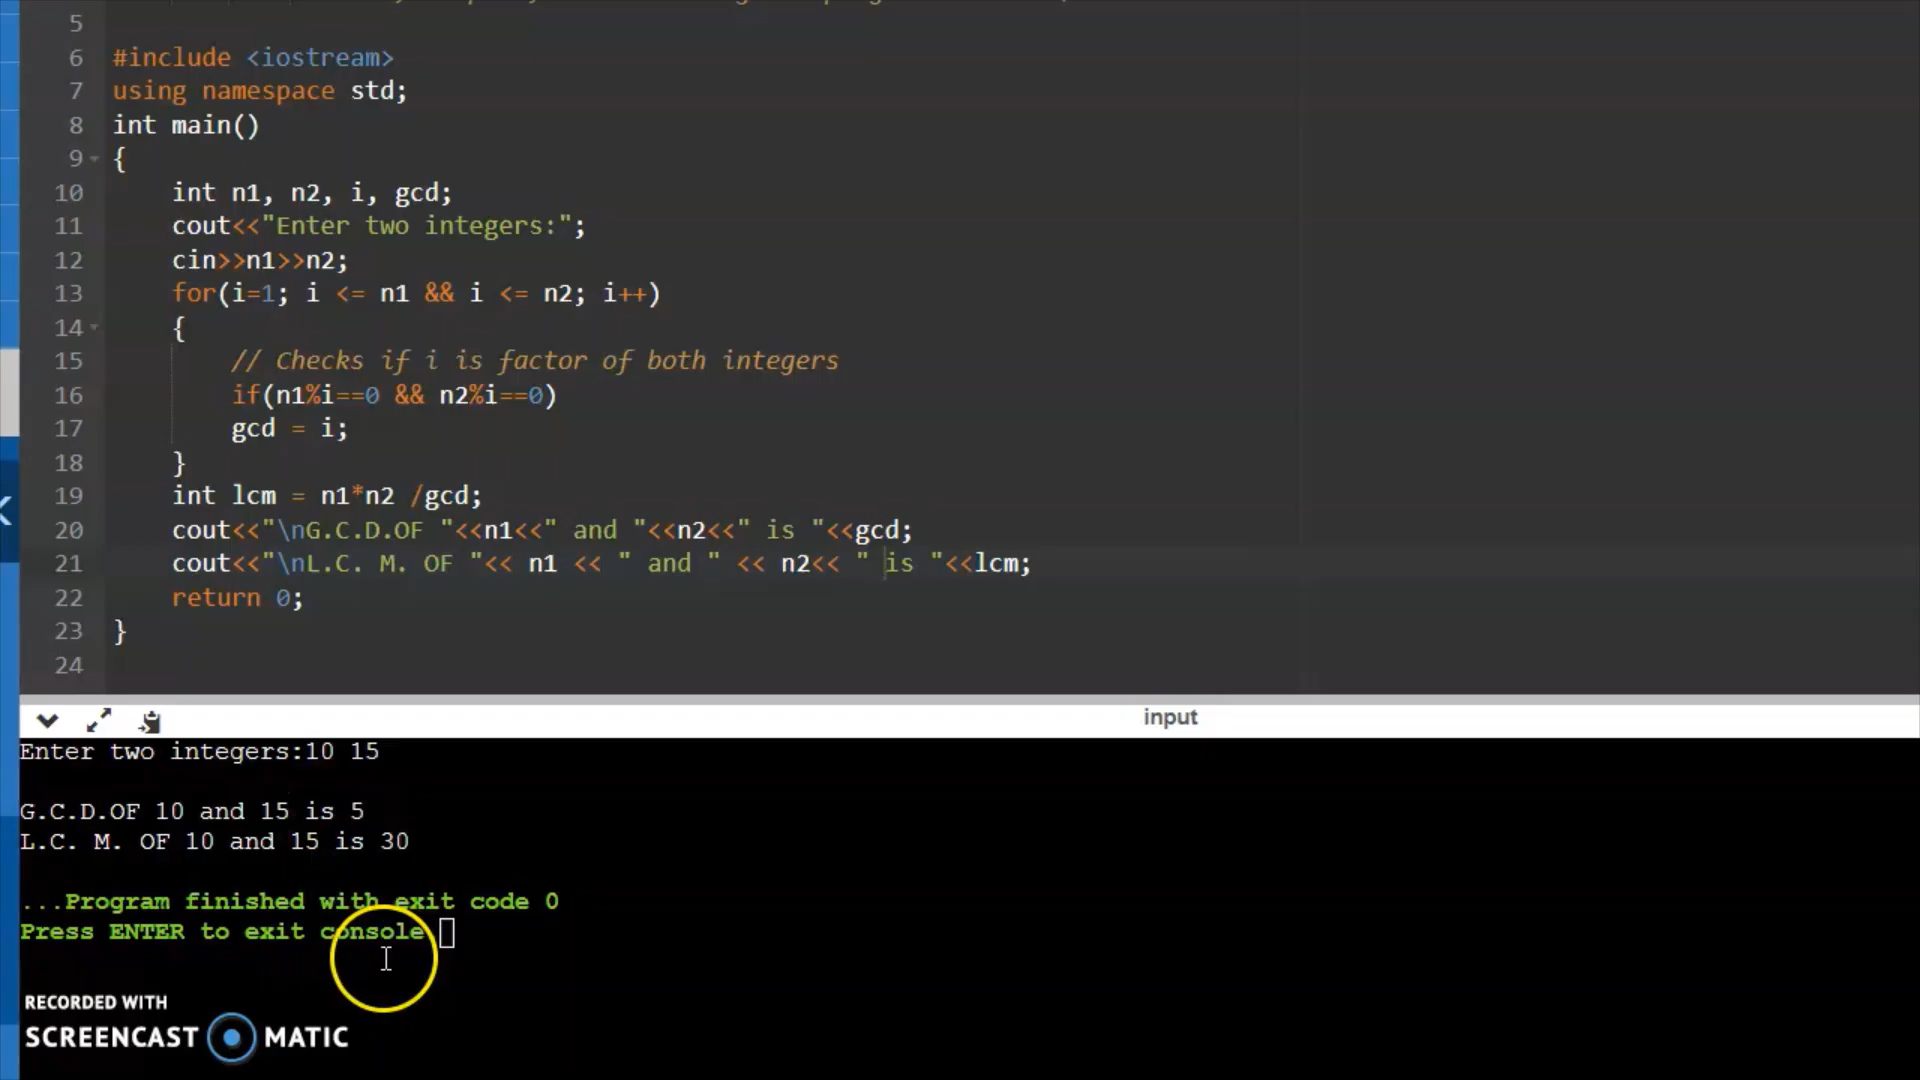 5
6 #include <iostream>
7 using namespace std;
8 int main()
9 {
10 int n1, n2, i, gcd;
11 cout<<"Enter two integers:";
12 cin>>n1>>n2;
13 for(i=1; i <= n1 && i <= n2; i++)
14 {
15 // Checks if i is factor of both integers
16 if(n1%i==0 && n2%i==0)
17 gcd = i;
18 }
19 int lcm = n1*n2 /gcd;
20 cout<<"\nG.C.D.OF "<<n1<<" and "<<n2<<" is "<<gcd;
21 cout<<"\nL.C. M. OF "<< n1 << " and " << n2<< " is "<<lcm;
22 return 0;
23 }
24
input
Enter two integers:10 15
G.C.D.OF 10 and 15 is 5
L.C. M. OF 10 and 15 is 30
...Program finished with exit code 0
Press ENTER to exit console.
RECORDED WITH
SCREENCAST MATIC